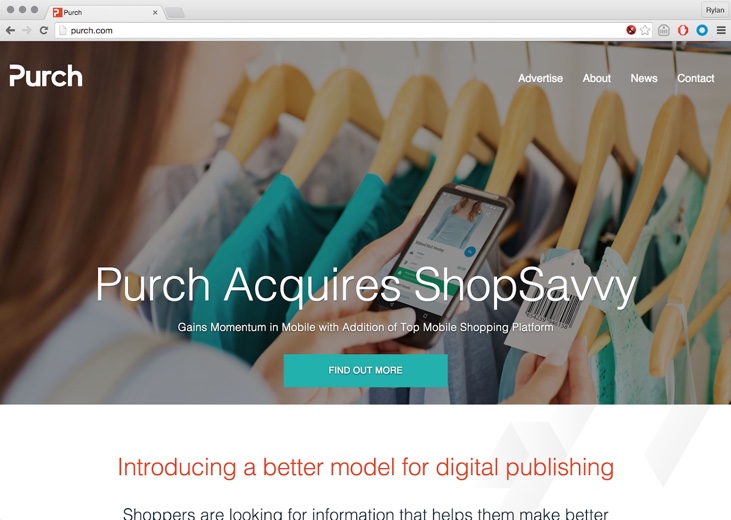 Purch
Rylan
purch.com
Purch
Advertise About News Contact
Purch Acquires ShopSavvy
Gains Momentum in Mobile with Addition of Top Mobile Shopping Platform
FIND OUT MORE
Introducing a better model for digital publishing
Shoppers are looking for information that helps them make better